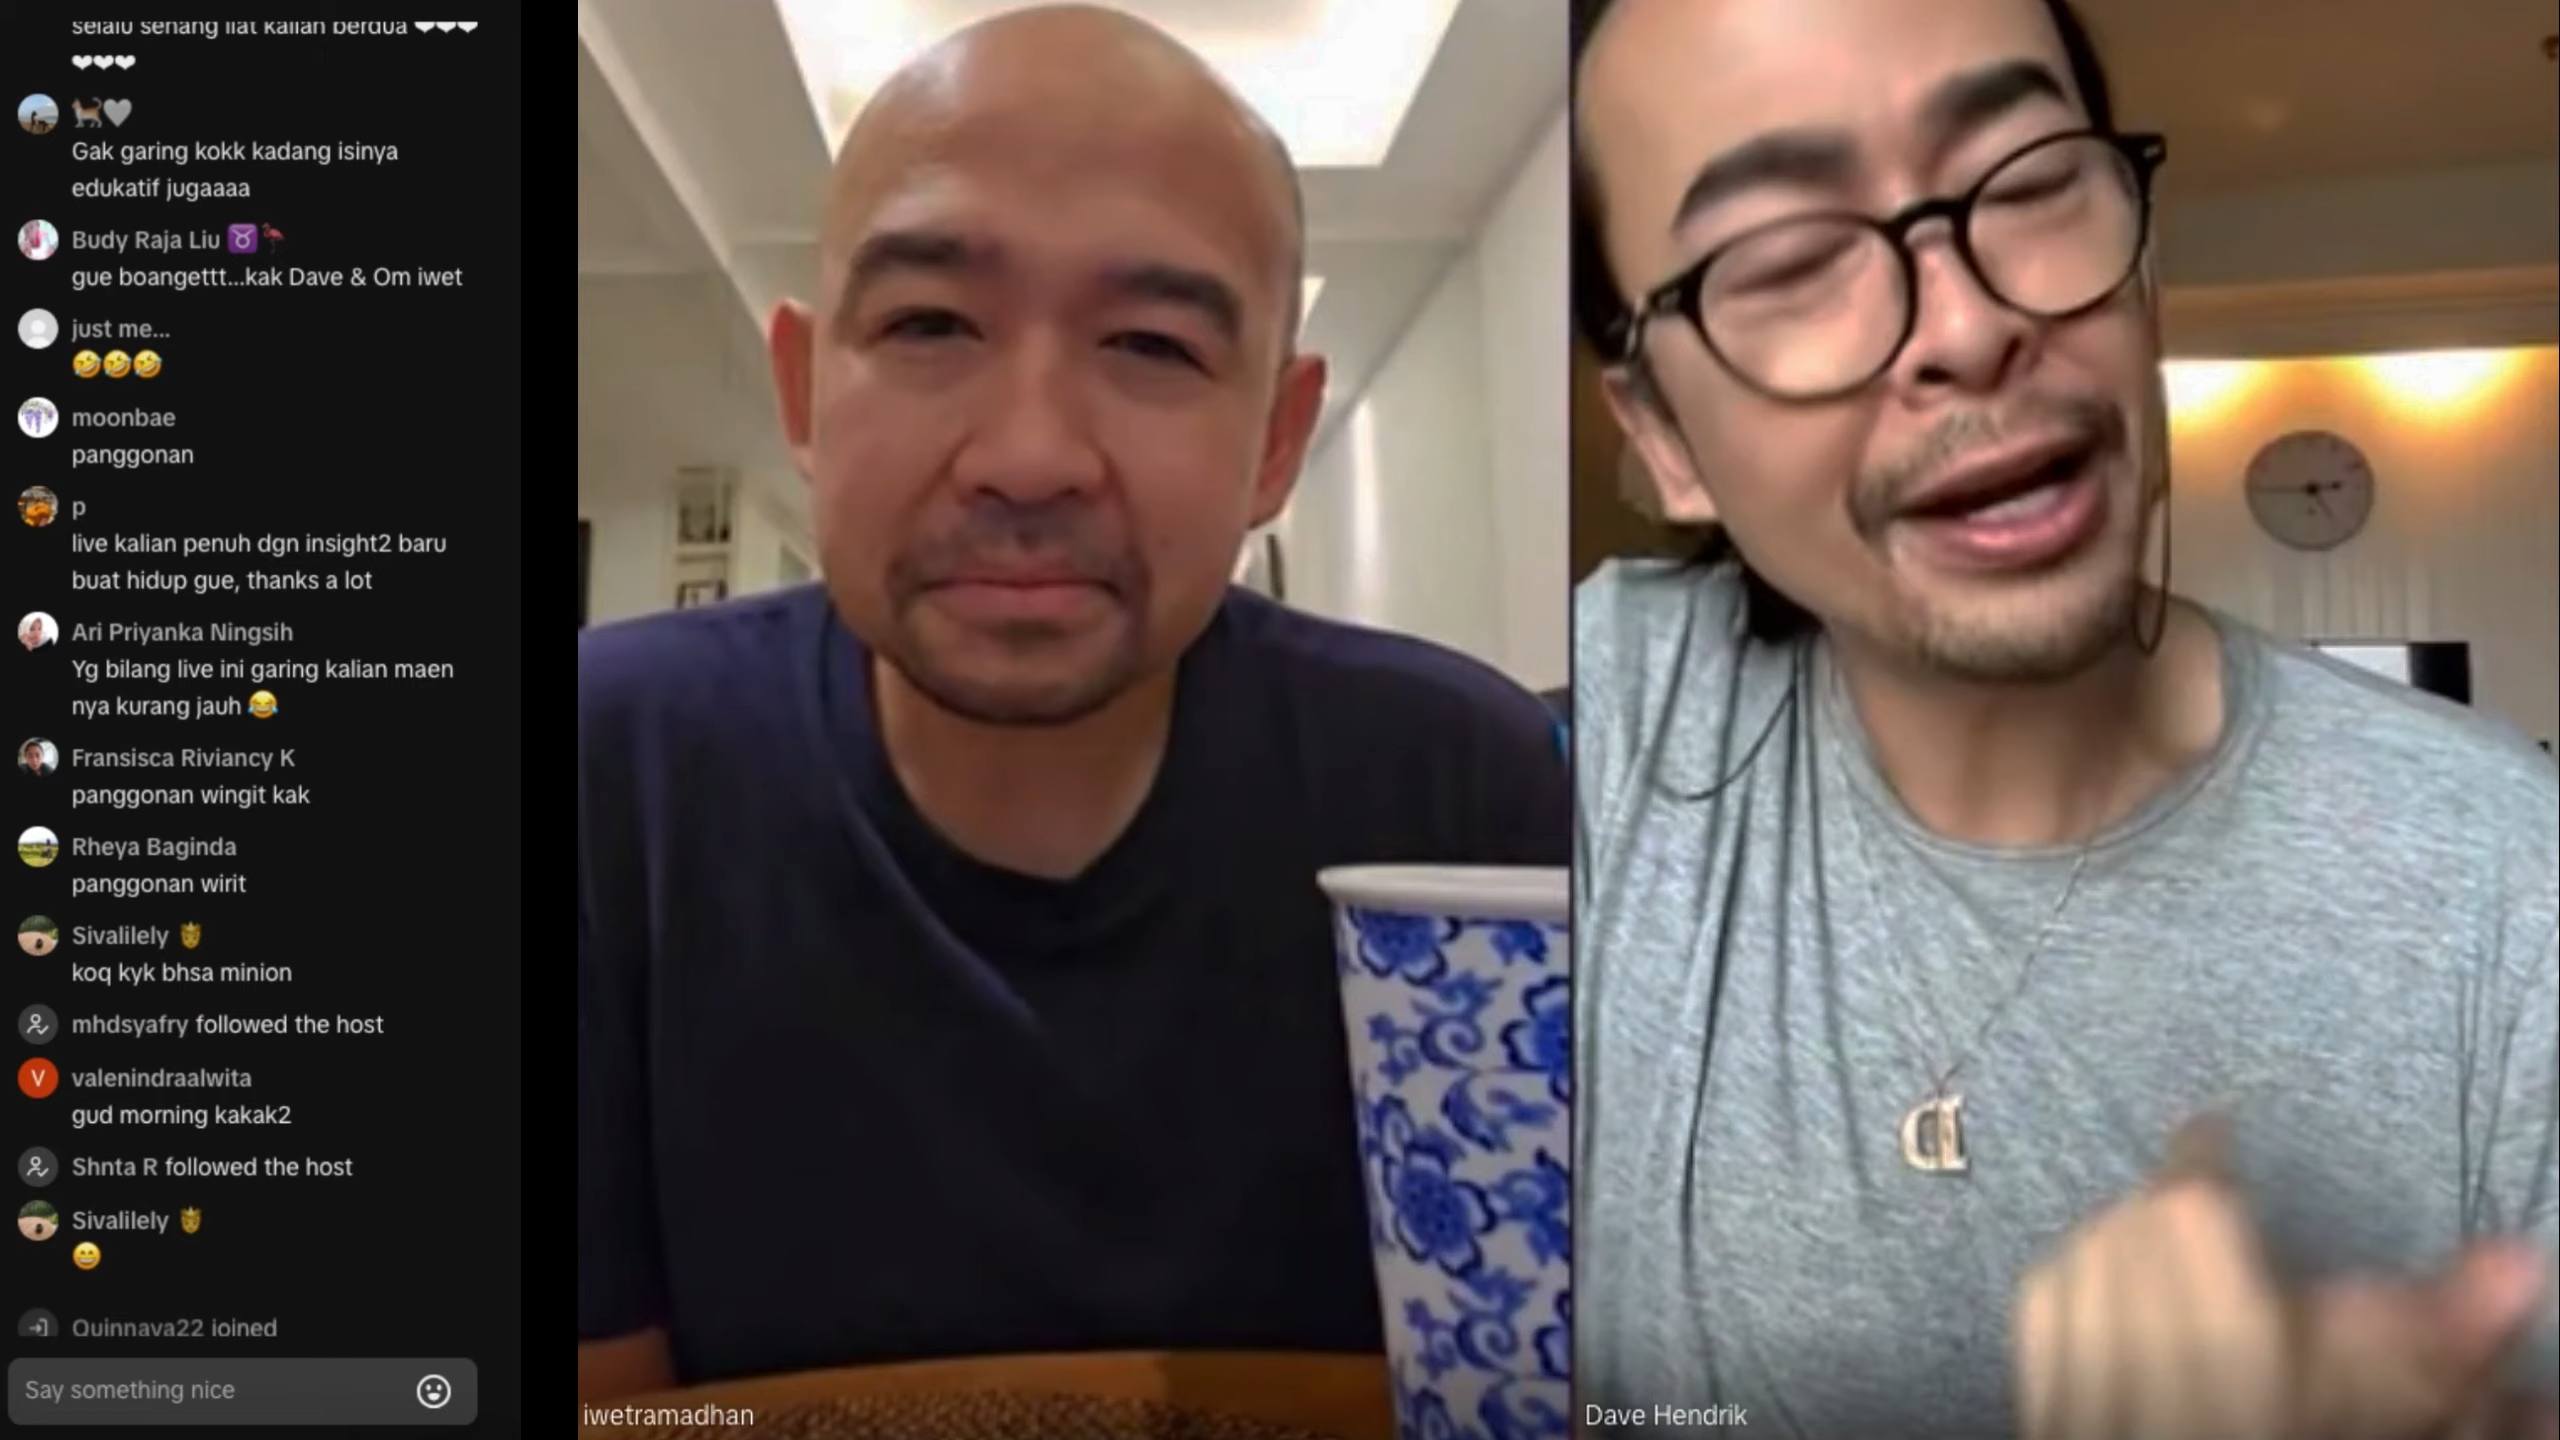 selalu senang liat kalian berdua ❤❤❤
❤❤❤
🐈🩶
Gak garing kokk kadang isinya
edukatif jugaaaa
Budy Raja Liu ♉🦩
gue boangettt...kak Dave & Om iwet
just me...
🤣🤣🤣
moonbae
panggonan
p
live kalian penuh dgn insight2 baru
buat hidup gue, thanks a lot
Ari Priyanka Ningsih
Yg bilang live ini garing kalian maen
nya kurang jauh 😂
Fransisca Riviancy K
panggonan wingit kak
Rheya Baginda
panggonan wirit
Sivalilely
koq kyk bhsa minion
mhdsyafry followed the host
V
valenindraalwita
gud morning kakak2
Shnta R followed the host
Sivalilely
😄
Quinnava22 joined
Say something nice
iwetramadhan
Dave Hendrik